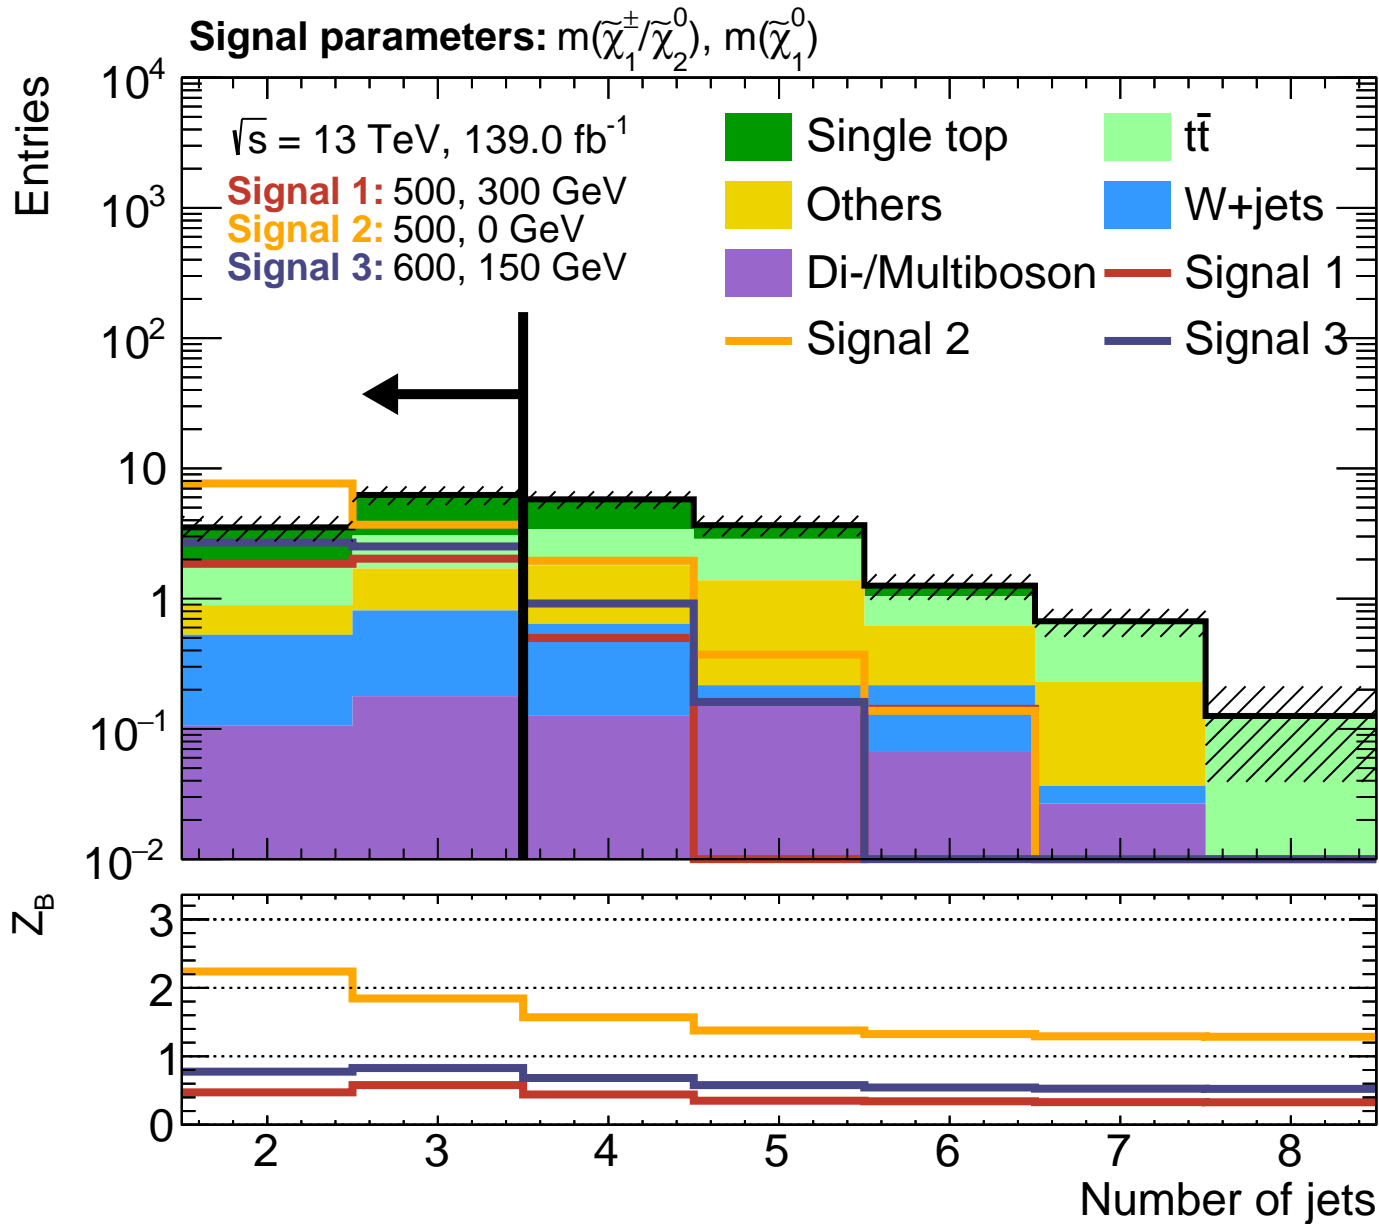 Signal parameters: m(χ̃₁±/χ̃₂⁰), m(χ̃₁⁰)
Entries
10⁴
10³
10²
10
1
10⁻¹
10⁻²
√s = 13 TeV, 139.0 fb⁻¹
Signal 1: 500, 300 GeV
Signal 2: 500, 0 GeV
Signal 3: 600, 150 GeV
Single top
tt̄
Others
W+jets
Di-/Multiboson
Signal 1
Signal 2
Signal 3
Z_B
3
2
1
0
2 3 4 5 6 7 8
Number of jets